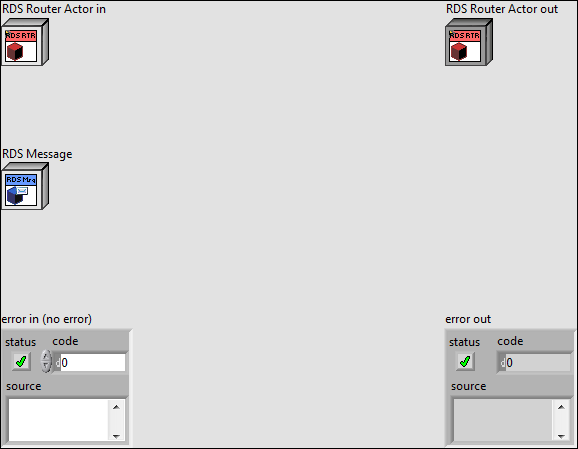 RDS Router Actor in
RDS Router Actor out
RDS RTR
RDS RTR
RDS Message
RDS Msg
error in (no error)
error out
status
code
status
code
d
0
d
0
source
source